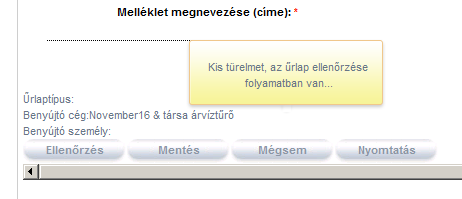 Melléklet megnevezése (címe): *
Kis türelmet, az űrlap ellenőrzése
folyamatban van...
Űrlaptípus:
Benyújtó cég:November16 & társa árvíztűrő
Benyújtó személy:
Ellenőrzés Mentés Mégsem Nyomtatás